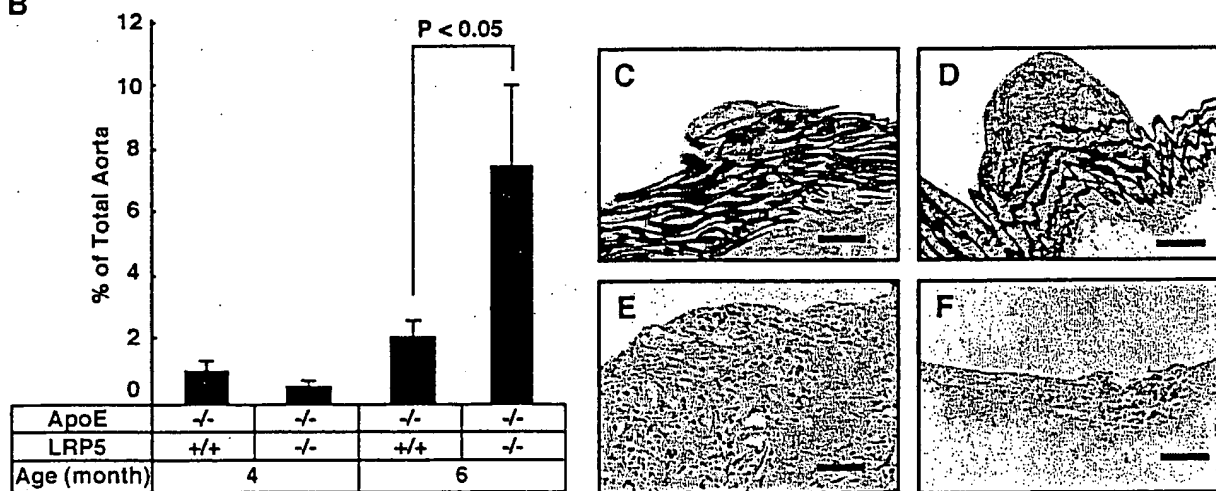 B
12
10
8
6
4
2
0
% of Total Aorta
P < 0.05
ApoE -/- -/- -/- -/-
LRP5 +/+ -/- +/+ -/-
Age (month) 4 6
C
D
E
F